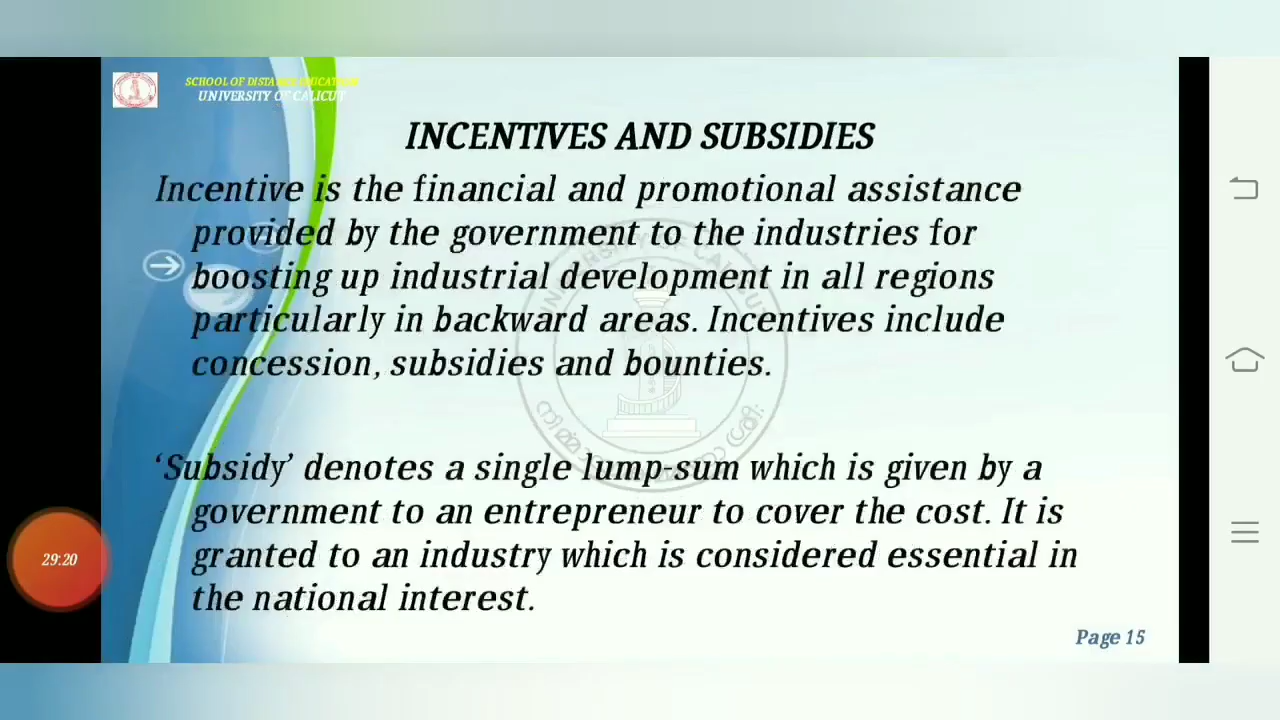 SCHOOL OF DISTANCE EDUCATION
UNIVERSITY OF CALICUT
INCENTIVES AND SUBSIDIES
Incentive is the financial and promotional assistance
provided by the government to the industries for
boosting up industrial development in all regions
particularly in backward areas. Incentives include
concession, subsidies and bounties.
UNIVERSITY OF CALICUT
‘Subsidy’ denotes a single lump-sum which is given by a
government to an entrepreneur to cover the cost. It is
granted to an industry which is considered essential in
the national interest.
29:20
Page 15